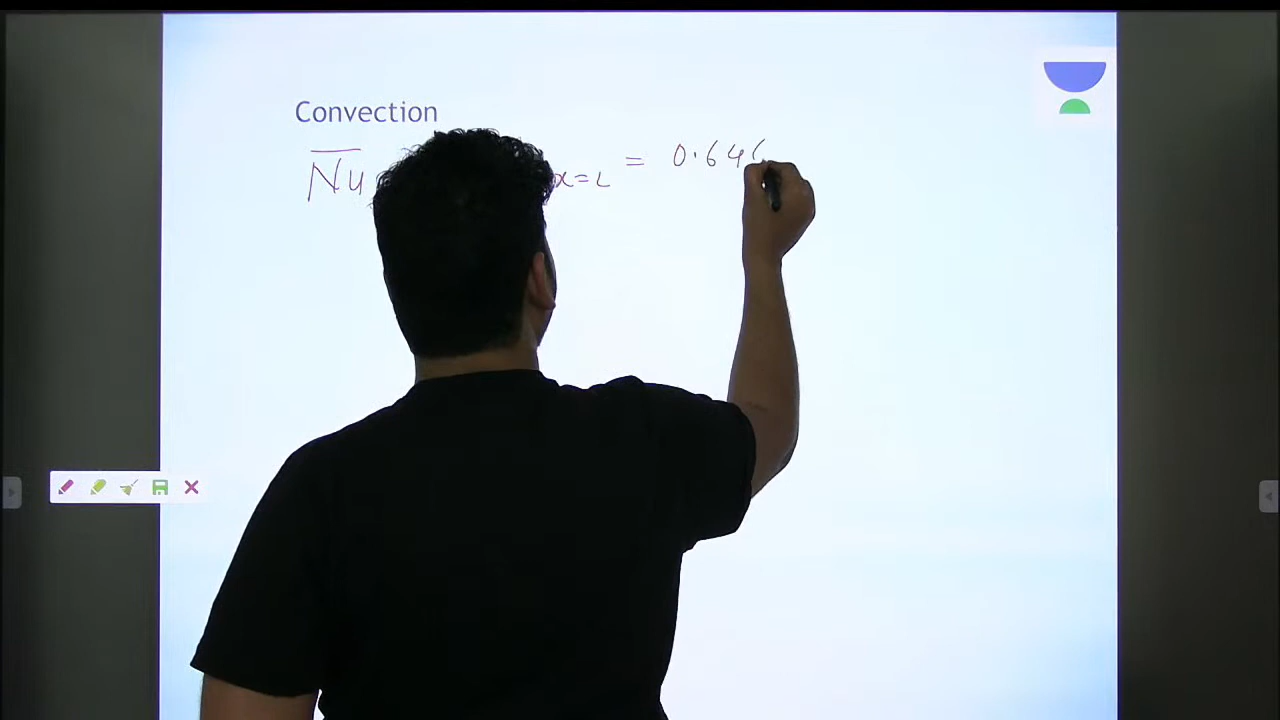 Convection
Nu x=L = 0.646